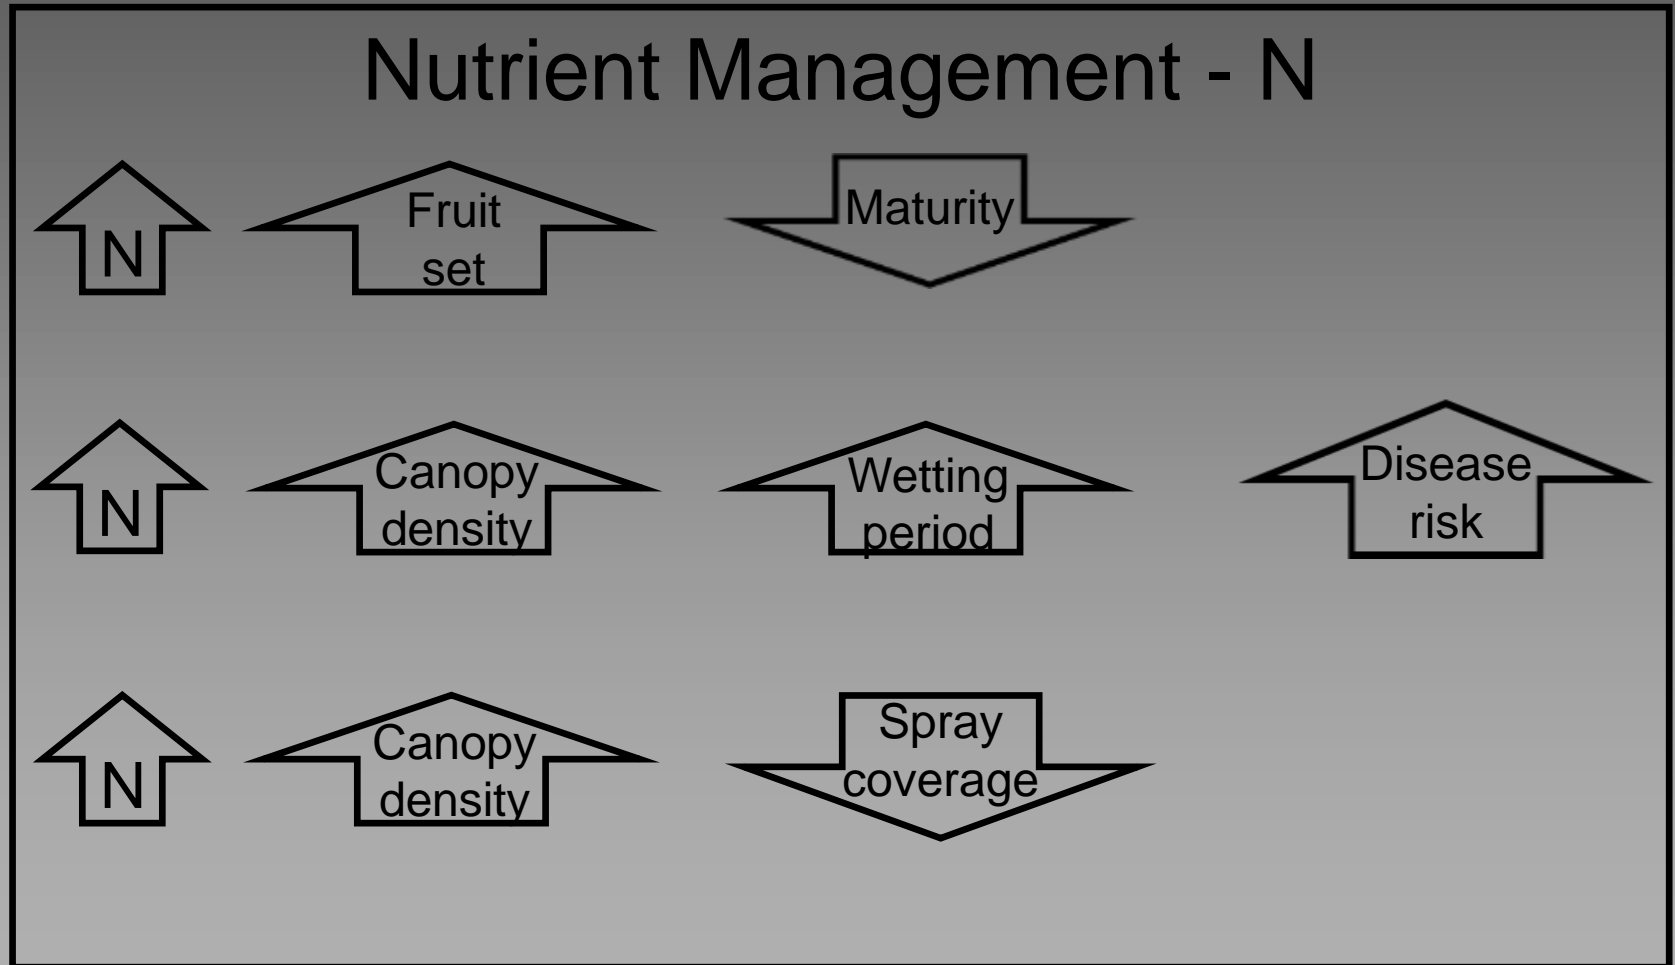 Nutrient Management - N
N
Fruit
set
Maturity
N
Canopy
density
Wetting
period
Disease
risk
N
Canopy
density
Spray
coverage